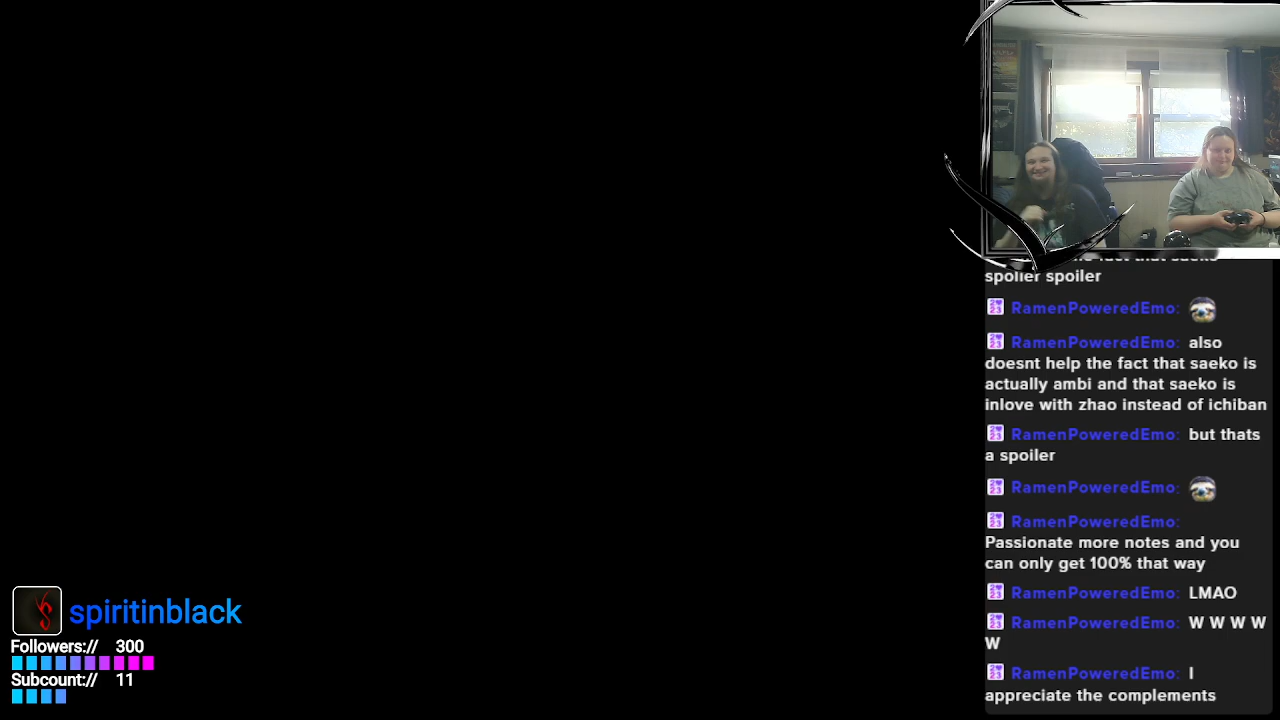 spoiler spoiler
RamenPoweredEmo:
RamenPoweredEmo: also
doesnt help the fact that saeko is
actually ambi and that saeko is
inlove with zhao instead of ichiban
RamenPoweredEmo: but thats
a spoiler
RamenPoweredEmo:
RamenPoweredEmo:
Passionate more notes and you
can only get 100% that way
RamenPoweredEmo: LMAO
RamenPoweredEmo: W W W W
W
RamenPoweredEmo: I
appreciate the complements
spiritinblack
Followers:// 300
Subcount:// 11